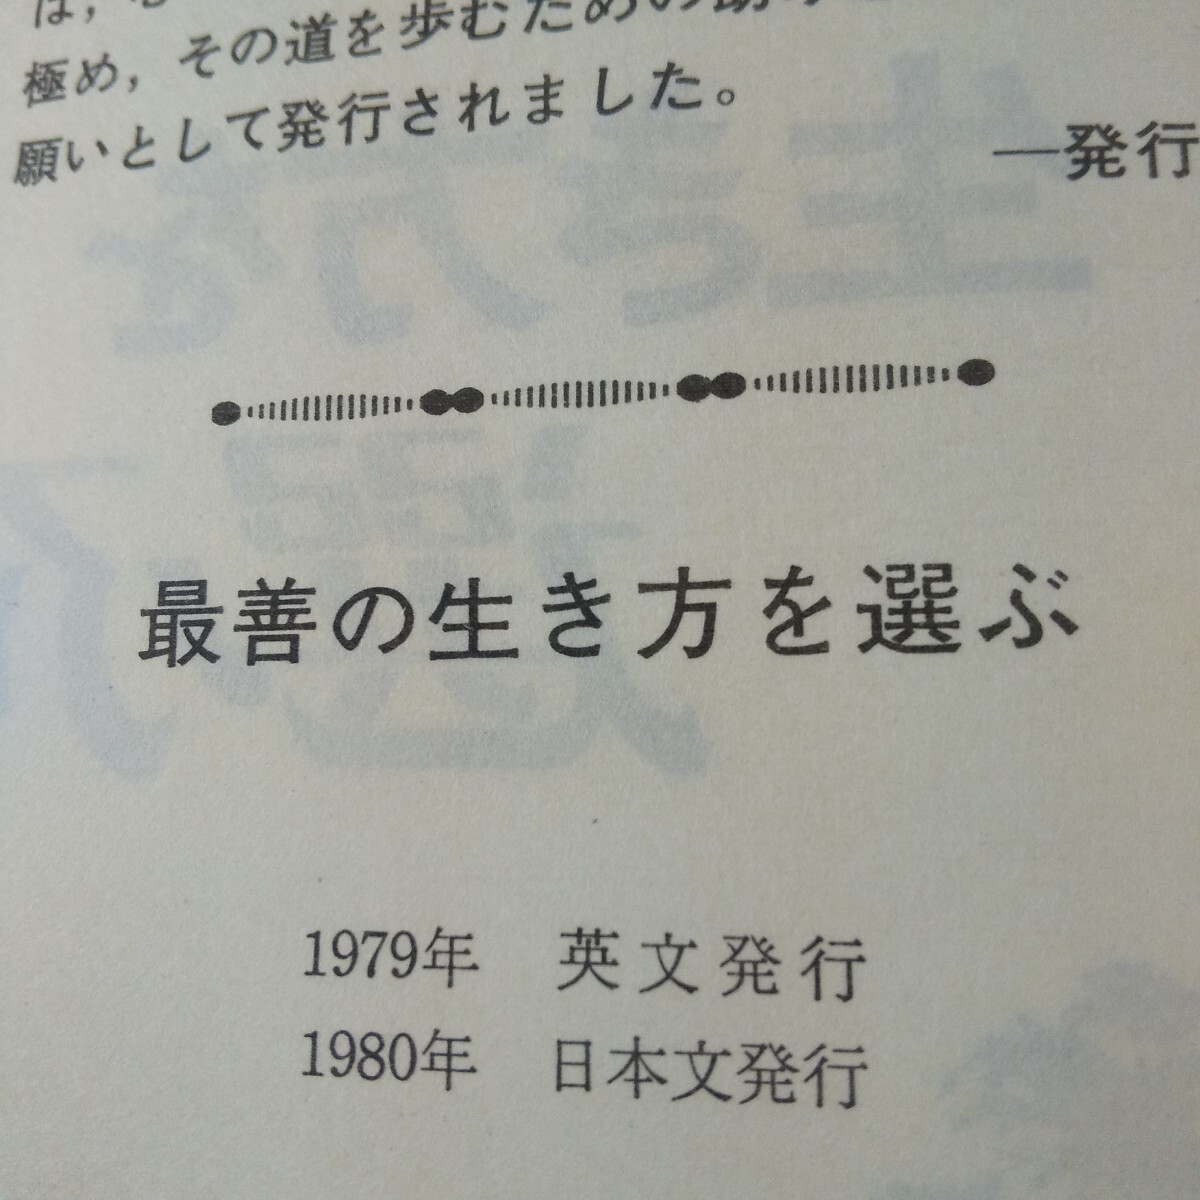 は，
極め，その道を歩むための助
願いとして発行されました。
―発行
最善の生き方を選ぶ
1979年 英文発行
1980年 日本文発行